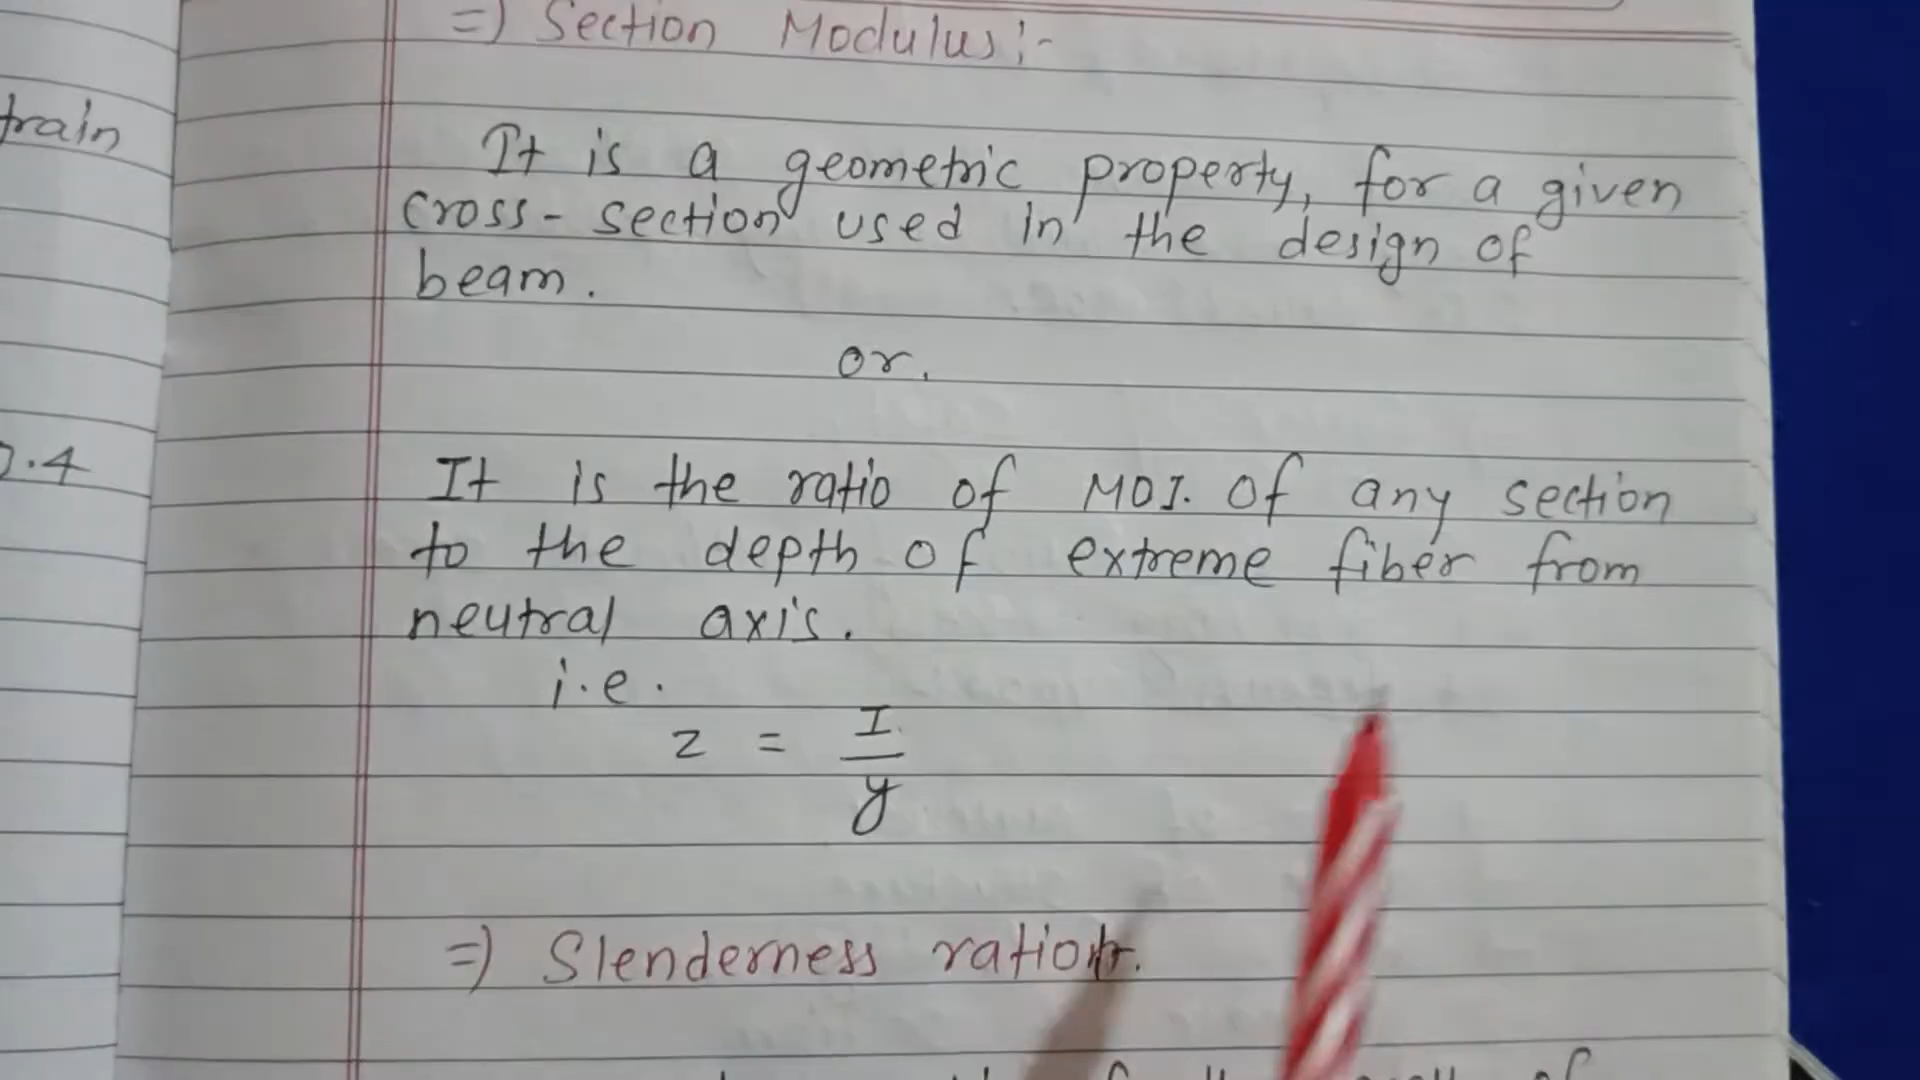 =) Section Modulus:-
train
It is a geometric property, for a given
cross-section used in the design of
beam.
or.
.4
It is the ratio of MOI. of any section
to the depth of extreme fiber from
neutral axis.
i.e.
z = I/y
=) Slenderness ratio
of